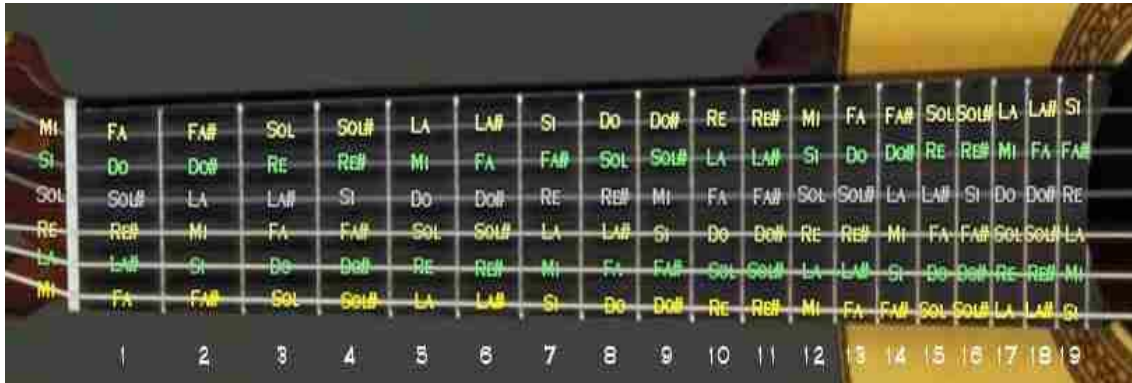 Mi Fa Fa# Sol Sol# La La# Si Do Do# Re Re# Mi Fa Fa# Sol Sol# La La# Si
Si Do Do# Re Re# Mi Fa Fa# Sol Sol# La La# Si Do Do# Re Re# Mi Fa Fa#
Sol Sol# La La# Si Do Do# Re Re# Mi Fa Fa# Sol Sol# La La# Si Do Do# Re
Re Re# Mi Fa Fa# Sol Sol# La La# Si Do Do# Re Re# Mi Fa Fa# Sol Sol# La
La La# Si Do Do# Re Re# Mi Fa Fa# Sol Sol# La La# Si Do Do# Re Re# Mi
Mi Fa Fa# Sol Sol# La La# Si Do Do# Re Re# Mi Fa Fa# Sol Sol# La La# Si
1 2 3 4 5 6 7 8 9 10 11 12 13 14 15 16 17 18 19